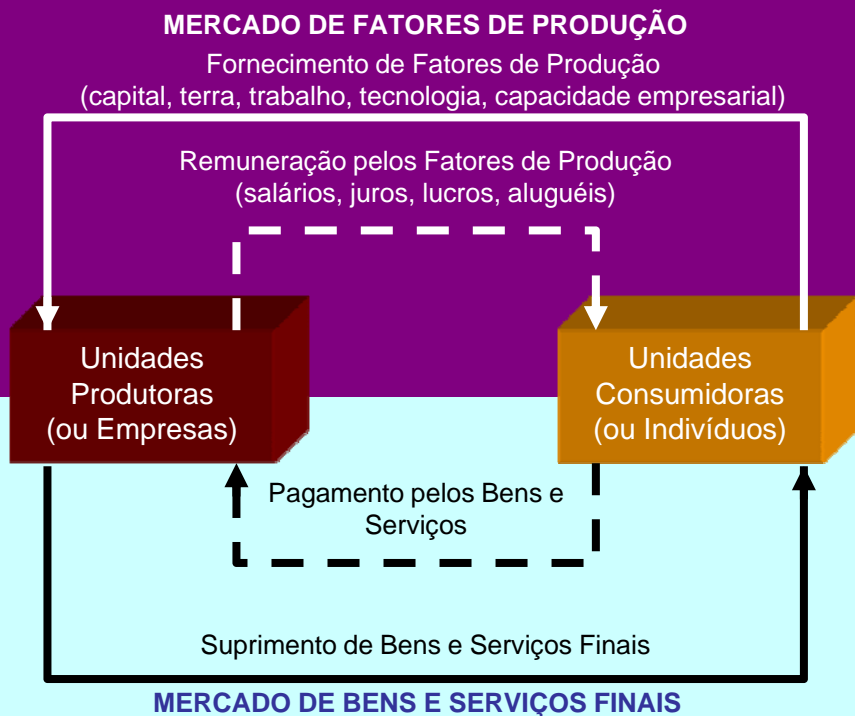 MERCADO DE FATORES DE PRODUÇÃO
Fornecimento de Fatores de Produção
(capital, terra, trabalho, tecnologia, capacidade empresarial)
Remuneração pelos Fatores de Produção
(salários, juros, lucros, aluguéis)
Unidades
Produtoras
(ou Empresas)
Unidades
Consumidoras
(ou Indivíduos)
Pagamento pelos Bens e
Serviços
Suprimento de Bens e Serviços Finais
MERCADO DE BENS E SERVIÇOS FINAIS